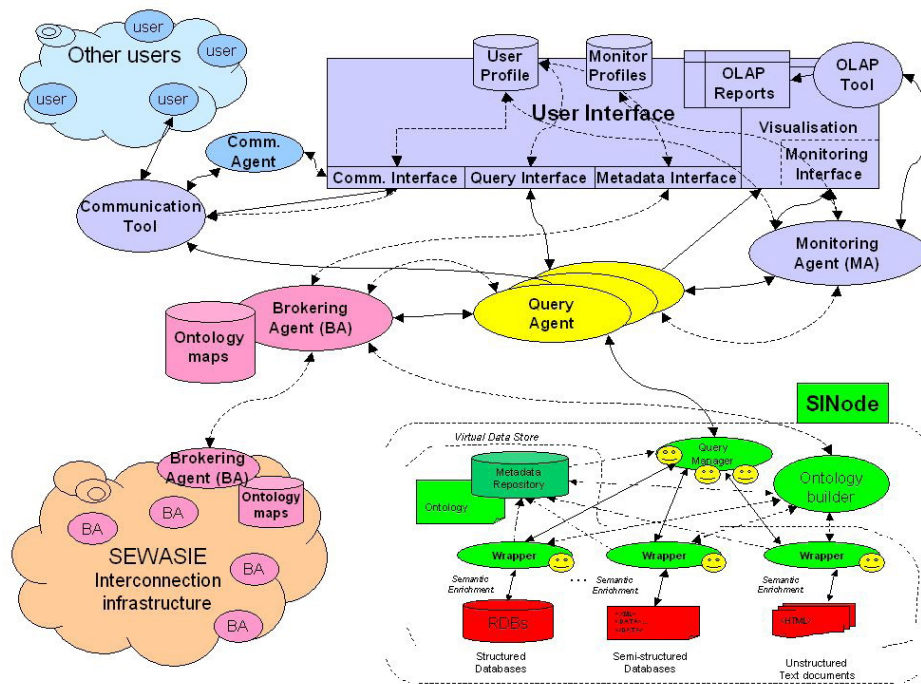 user
user
Other users
user
user
User
Profile
Monitor
Profiles
OLAP
Reports
OLAP
Tool
User Interface
Visualisation
Monitoring
Interface
Comm.
Agent
Comm. Interface
Query Interface
Metadata Interface
Communication
Tool
Monitoring
Agent (MA)
Brokering
Agent (BA)
Query
Agent
Ontology
maps
SINode
Virtual Data Store
Brokering
Agent (BA)
Ontology
maps
Query
Manager
Metadata
Repository
Ontology
builder
Ontology
BA
BA
BA
BA
BA
SEWASIE
Interconnection
infrastructure
Wrapper
Wrapper
Wrapper
Semantic
Enrichment
...
Semantic
Enrichment
Semantic
Enrichment
RDBs
<DATA>...
<HTML>
Structured
Databases
Semi-structured
Databases
Unstructured
Text documents